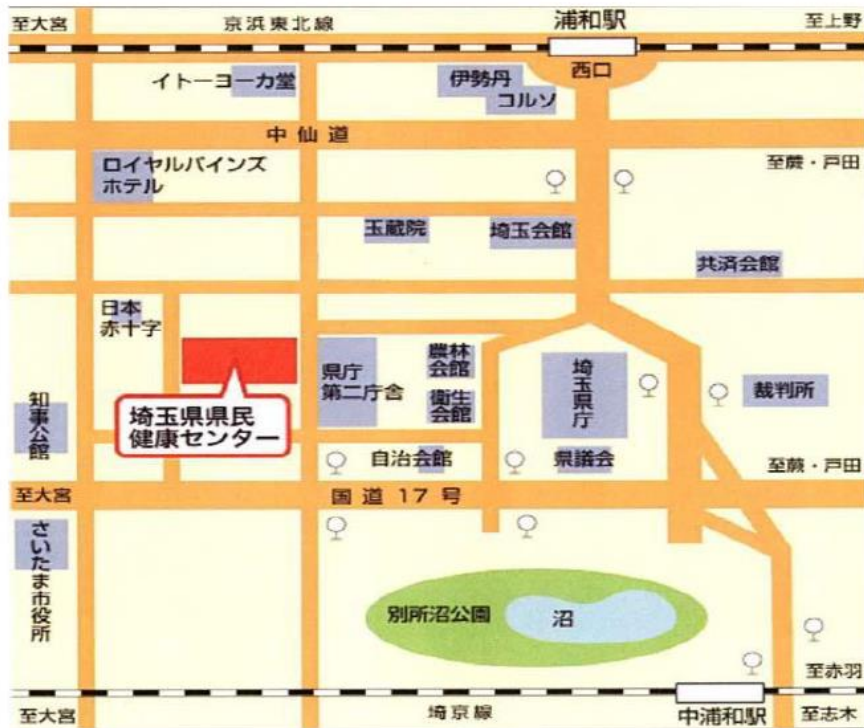 至大宮
京浜東北線
浦和駅
至上野
西口
イトーヨーカ堂
伊勢丹
コルソ
中仙道
ロイヤルパインズ
ホテル
至蕨・戸田
玉蔵院
埼玉会館
共済会館
日本
赤十字
県庁
第二庁舎
農林
会館
衛生
会館
埼玉県庁
裁判所
知事公館
埼玉県県民
健康センター
自治会館
県議会
至蕨・戸田
至大宮
国道17号
さいたま市役所
別所沼公園
沼
至赤羽
至大宮
埼京線
中浦和駅
至志木